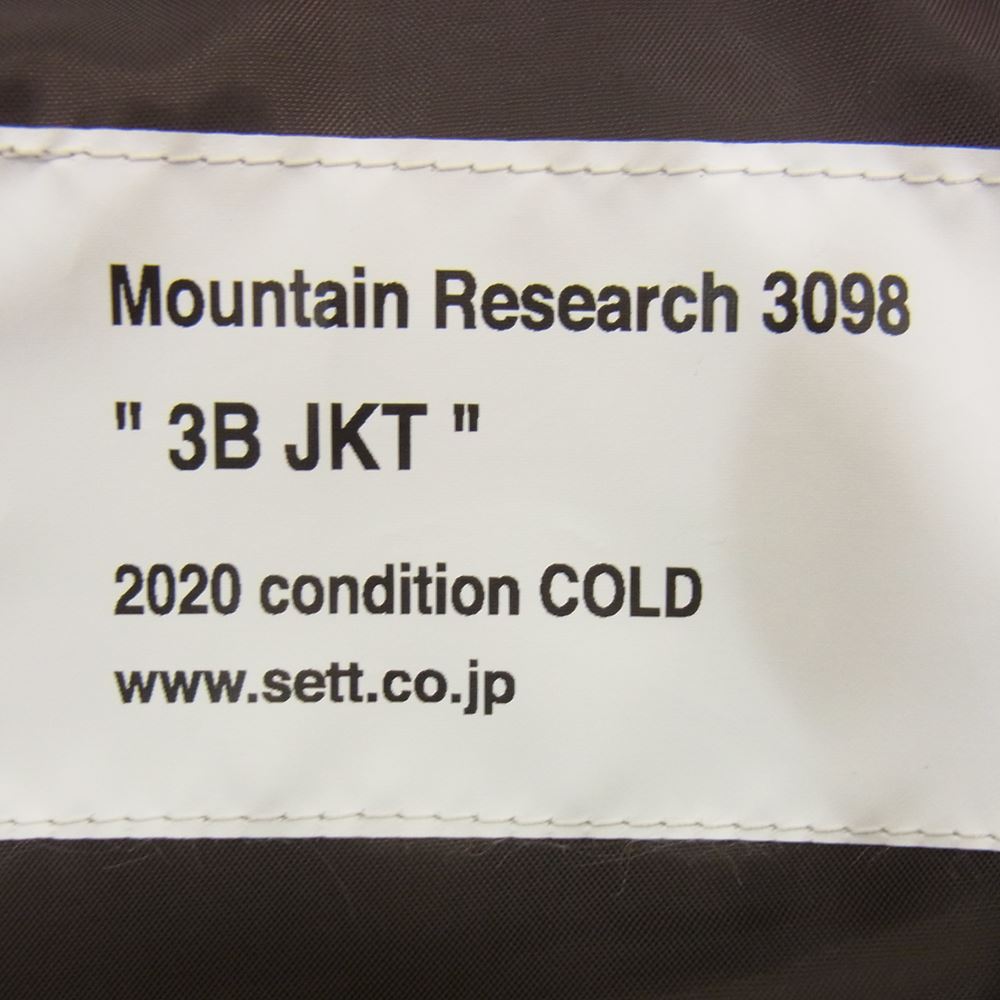 Mountain Research 3098
" 3B JKT "
2020 condition COLD
www.sett.co.jp